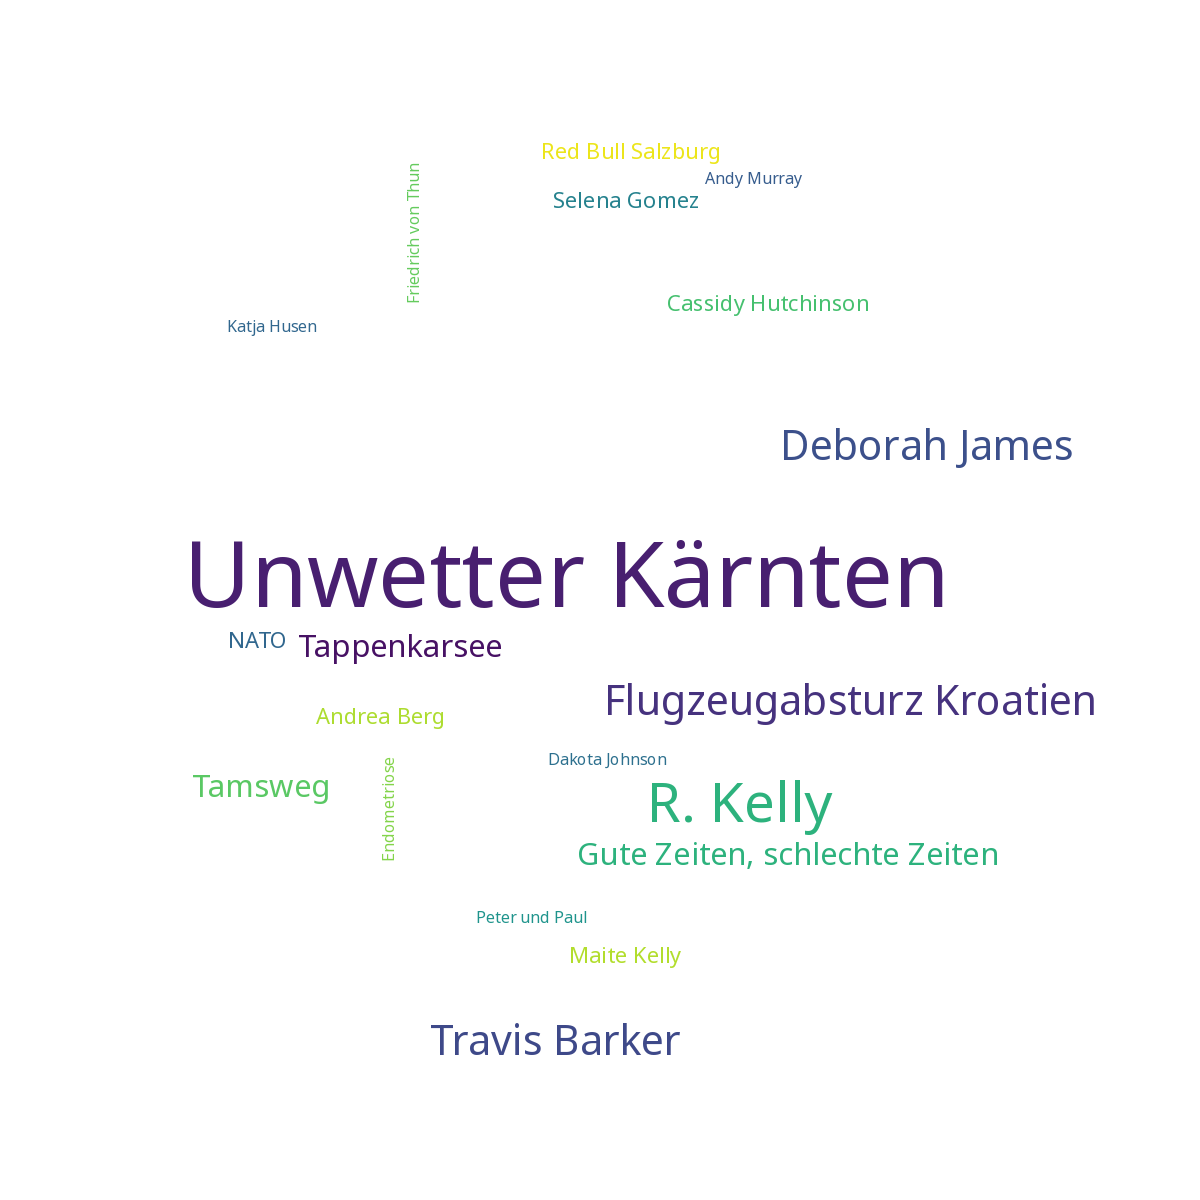 Red Bull Salzburg
Andy Murray
Selena Gomez
Friedrich von Thun
Cassidy Hutchinson
Katja Husen
Deborah James
Unwetter Kärnten
NATO
Tappenkarsee
Flugzeugabsturz Kroatien
Andrea Berg
Dakota Johnson
Tamsweg
Endometriose
R. Kelly
Gute Zeiten, schlechte Zeiten
Peter und Paul
Maite Kelly
Travis Barker